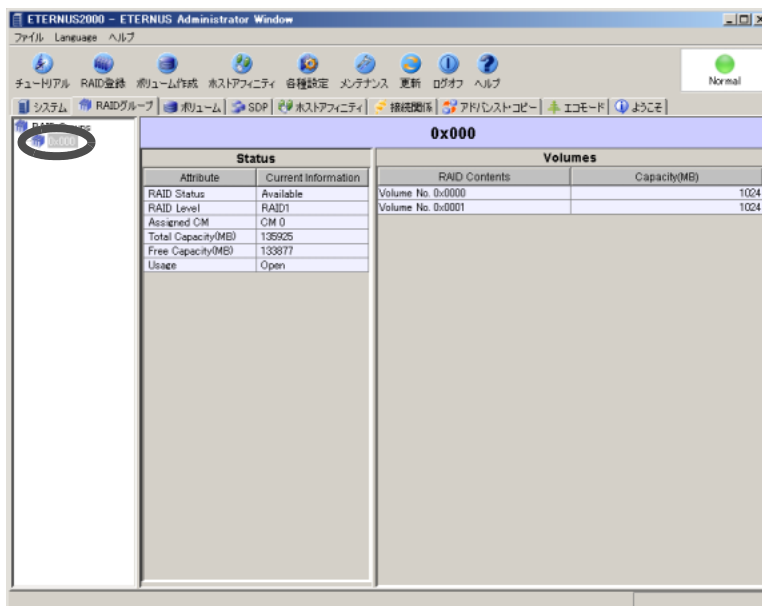 ETERNUS2000 - ETERNUS Administrator Window
ファイル Language ヘルプ
チュートリアル RAID登録 ボリューム作成 ホストアフィニティ 各種設定 メンテナンス 更新 ログオフ ヘルプ Normal
システム RAIDグループ ボリューム SDP ホストアフィニティ 接続関係 アドバンスト・コピー エコモード ようこそ
RAID Groups
0x000
0x000
Status
Volumes
Attribute Current Information
RAID Contents Capacity(MB)
RAID Status Available
Volume No. 0x0000 1024
RAID Level RAID1
Volume No. 0x0001 1024
Assigned CM CM 0
Total Capacity(MB) 135925
Free Capacity(MB) 133877
Usage Open